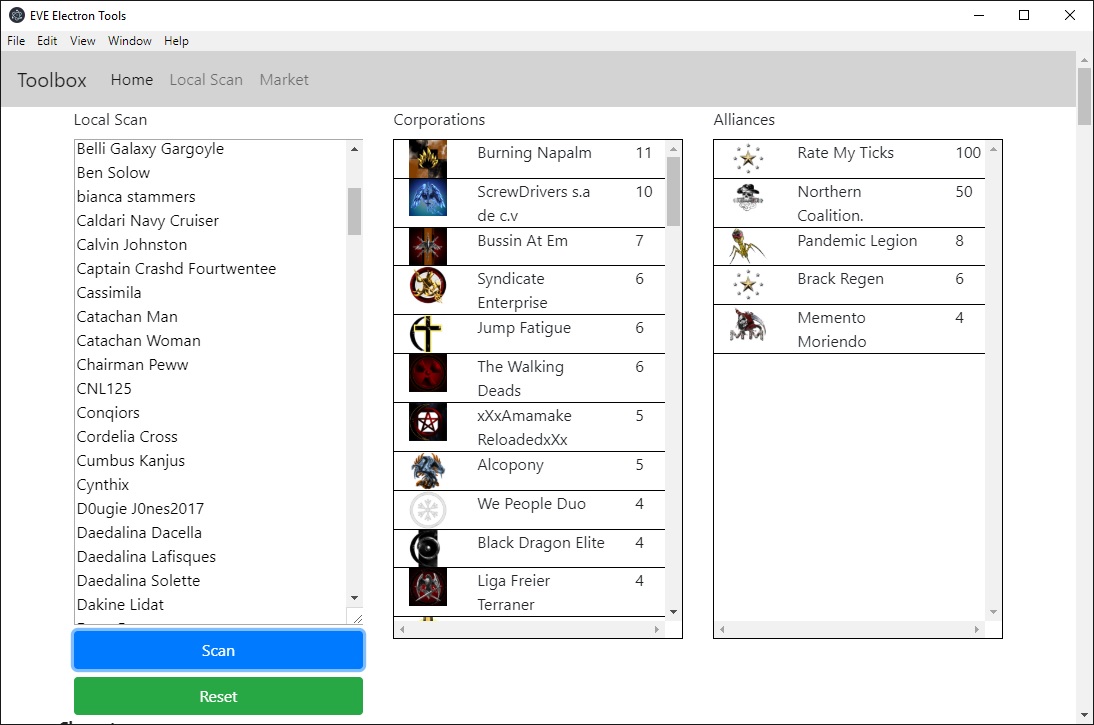 EVE Electron Tools
File Edit View Window Help
Toolbox Home Local Scan Market
Local Scan
Belli Galaxy Gargoyle
Ben Solow
bianca stammers
Caldari Navy Cruiser
Calvin Johnston
Captain Crashd Fourtwentee
Cassimila
Catachan Man
Catachan Woman
Chairman Peww
CNL125
Conqiors
Cordelia Cross
Cumbus Kanjus
Cynthix
D0ugie J0nes2017
Daedalina Dacella
Daedalina Lafisques
Daedalina Solette
Dakine Lidat
Scan
Reset
Corporations
Burning Napalm 11
ScrewDrivers s.a 10
de c.v
Bussin At Em 7
Syndicate 6
Enterprise
Jump Fatigue 6
The Walking 6
Deads
xXxAmamake 5
ReloadedxXx
Alcopony 5
We People Duo 4
Black Dragon Elite 4
Liga Freier 4
Terraner
Alliances
Rate My Ticks 100
Northern 50
Coalition.
Pandemic Legion 8
Brack Regen 6
Memento 4
Moriendo